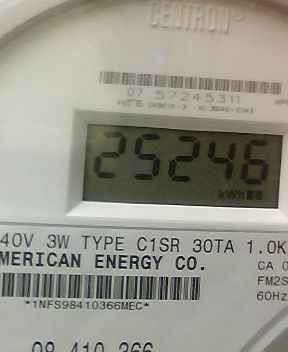 CENTRON®
07 57245311
25246
kWh
40V 3W TYPE C1SR 30TA 1.0K
MERICAN ENERGY CO.
CA 0
FM2S
60Hz
*1NFS98410366MEC*
09 410 366